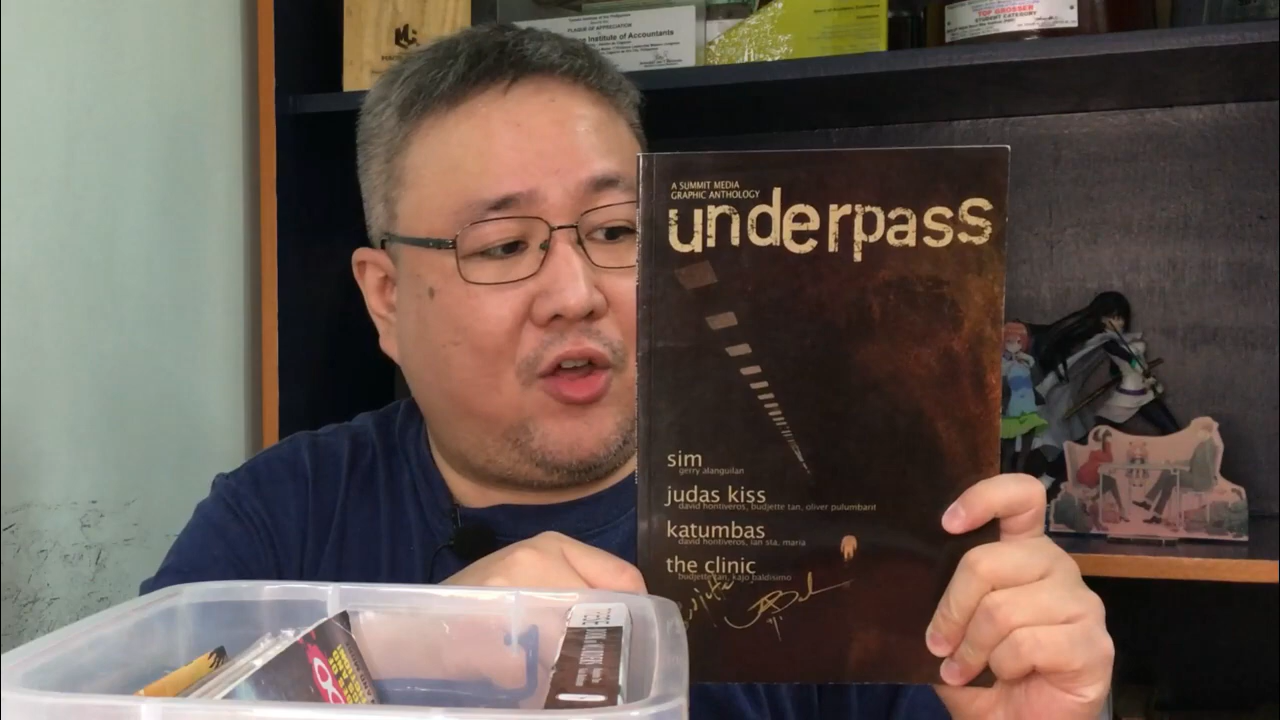 PLAQUE OF APPRECIATION
Institute of Accountants
TOP GROSSER
STUDENT CATEGORY
A SUMMIT MEDIA
GRAPHIC ANTHOLOGY
underpass
sim
gerry alanguilan
judas kiss
david hontiveros, budjette tan, oliver pulumbarit
katumbas
david hontiveros, ian sta. maria
the clinic
budjette tan, kajo baldisimo